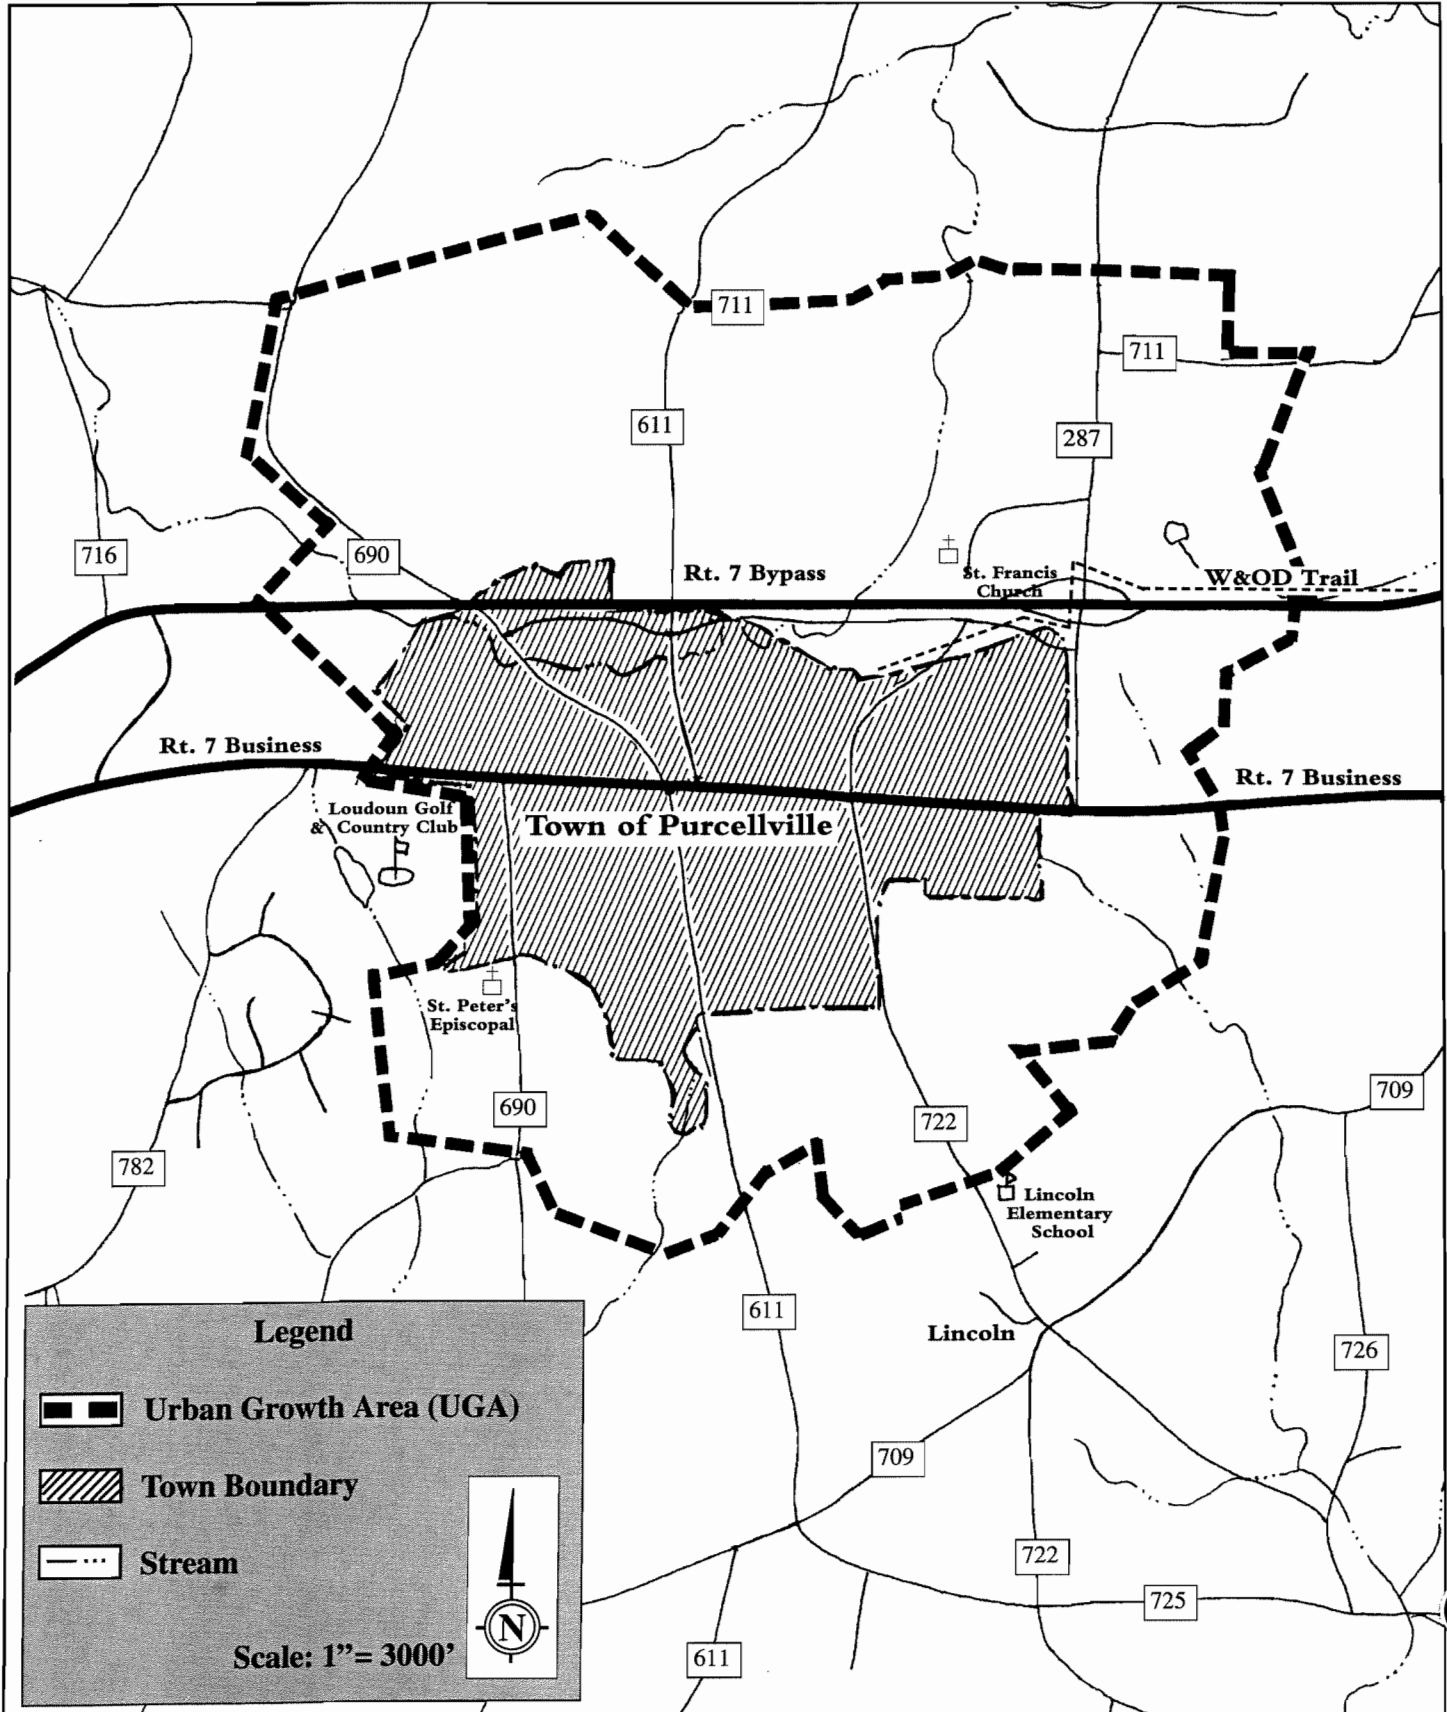 711
711
611
287
716
690
Rt. 7 Bypass
St. Francis
Church
W&OD Trail
Rt. 7 Business
Rt. 7 Business
Loudoun Golf
& Country Club
Town of Purcellville
St. Peter's
Episcopal
690
722
709
782
Lincoln
Elementary
School
611
Lincoln
726
709
722
725
611
Legend
Urban Growth Area (UGA)
Town Boundary
Stream
N
Scale: 1”= 3000’